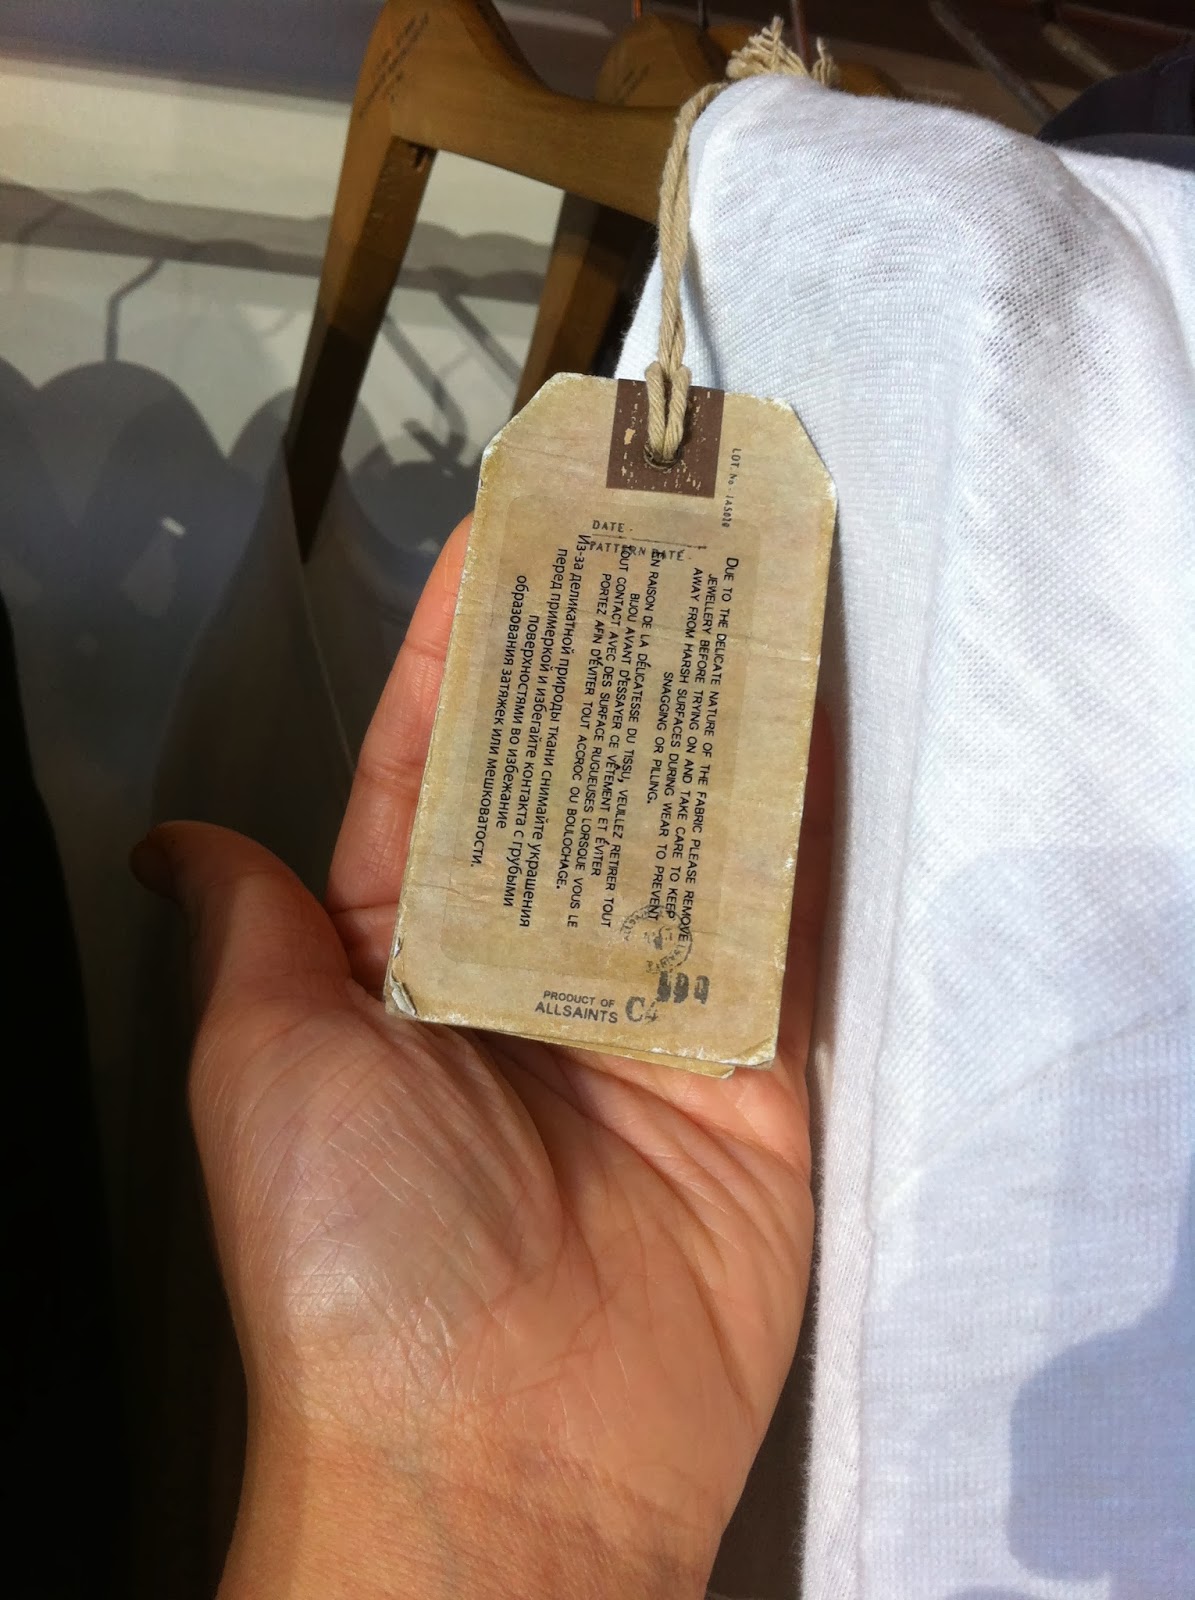 LOT. No. IAS020
DATE -
PATTERN DATE -
DUE TO THE DELICATE NATURE OF THE FABRIC PLEASE REMOVE
JEWELLERY BEFORE TRYING ON AND TAKE CARE TO KEEP
AWAY FROM HARSH SURFACES DURING WEAR TO PREVENT
SNAGGING OR PILLING.
EN RAISON DE LA DÉLICATESSE DU TISSU, VEUILLEZ RETIRER TOUT
BIJOU AVANT D'ESSAYER CE VÊTEMENT ET ÉVITER
TOUT CONTACT AVEC DES SURFACE RUGUEUSES LORSQUE VOUS LE
PORTEZ AFIN D'ÉVITER TOUT ACCROC OU BOULOCHAGE.
Из-за деликатной природы ткани снимайте украшения
перед примеркой и избегайте контакта с грубыми
поверхностями во избежание
образования затяжек или мешковатости.
PRODUCT OF
ALLSAINTS